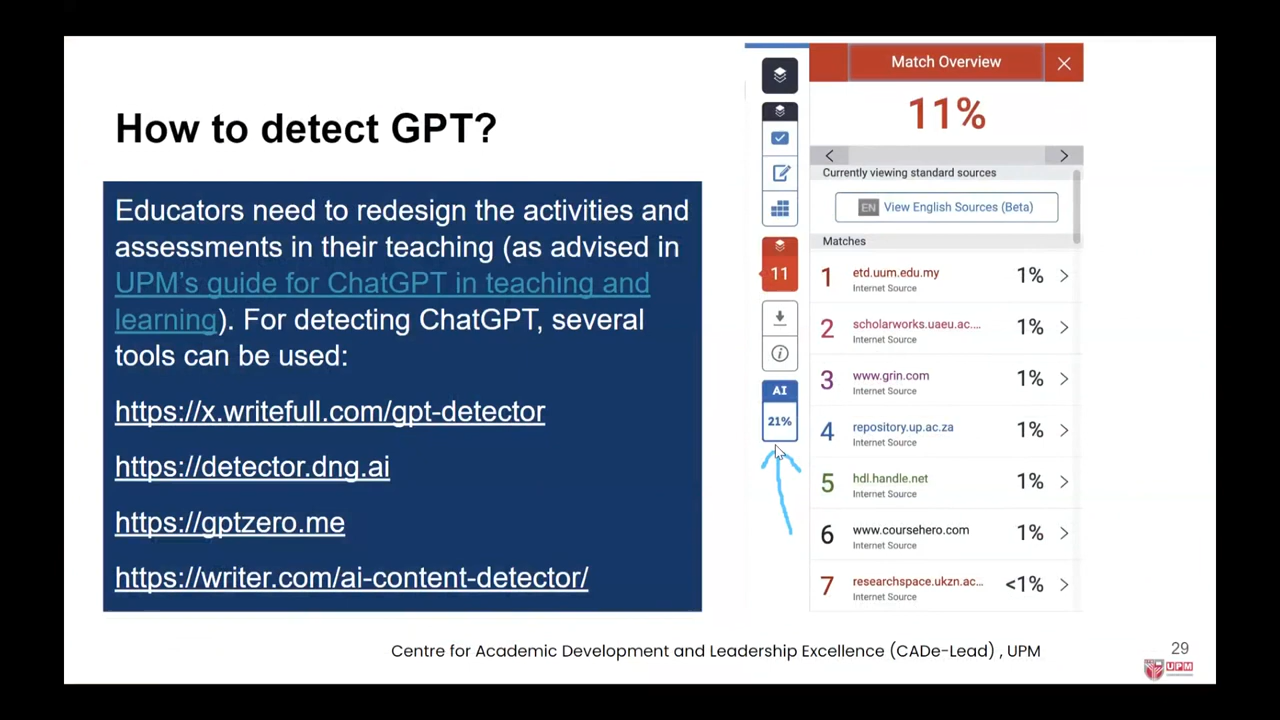 How to detect GPT?
Educators need to redesign the activities and
assessments in their teaching (as advised in
UPM's guide for ChatGPT in teaching and
learning). For detecting ChatGPT, several
tools can be used:
https://x.writefull.com/gpt-detector
https://detector.dng.ai
https://gptzero.me
https://writer.com/ai-content-detector/
11
AI
21%
Match Overview
11%
Currently viewing standard sources
EN View English Sources (Beta)
Matches
1 etd.uum.edu.my 1%
Internet Source
2 scholarworks.uaeu.ac.... 1%
Internet Source
3 www.grin.com 1%
Internet Source
4 repository.up.ac.za 1%
Internet Source
5 hdl.handle.net 1%
Internet Source
6 www.coursehero.com 1%
Internet Source
7 researchspace.ukzn.ac... <1%
Internet Source
Centre for Academic Development and Leadership Excellence (CADe-Lead) , UPM
29
UPM